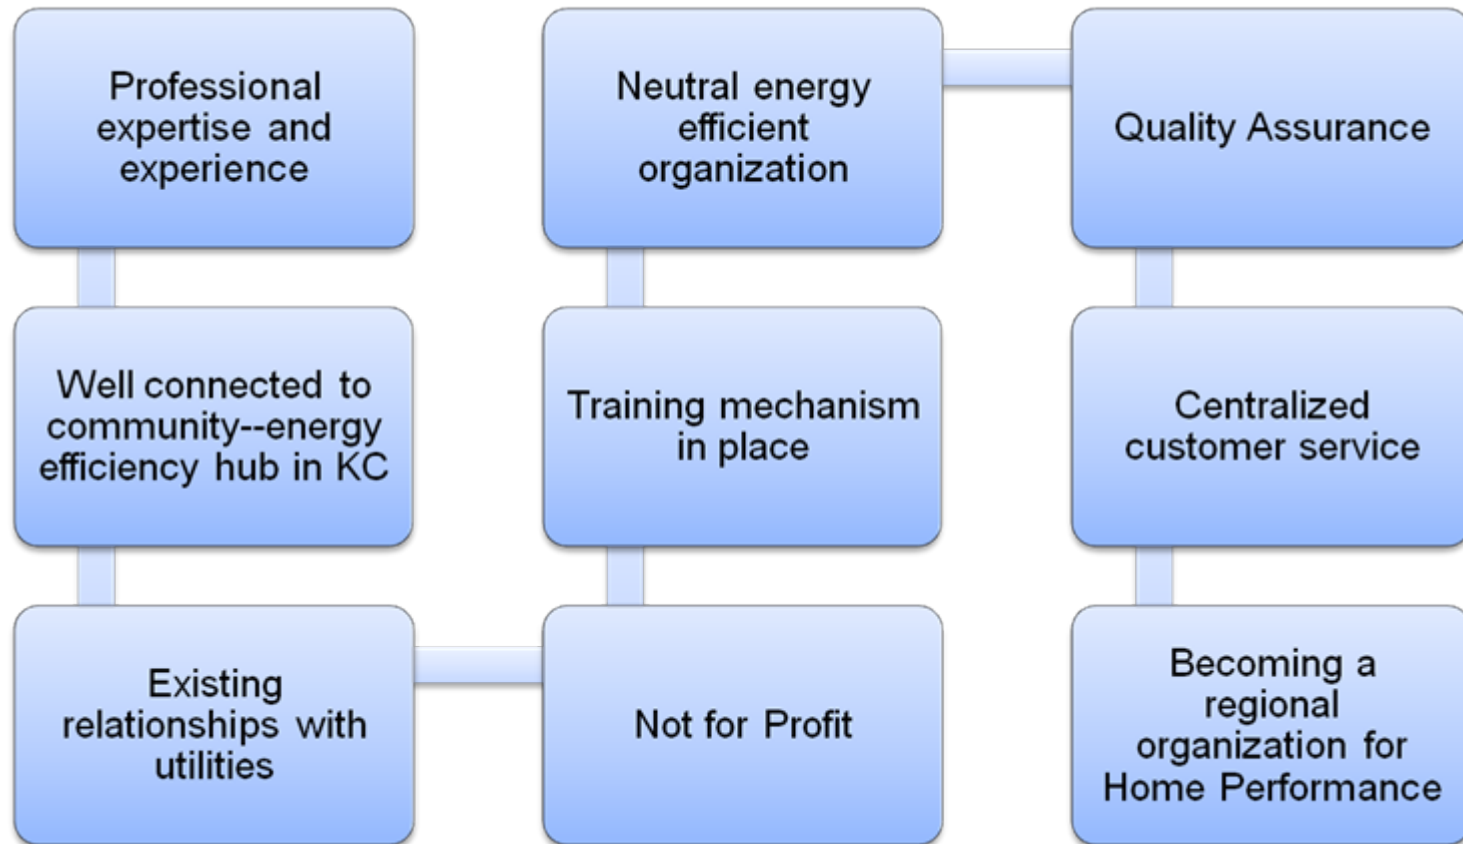 Professional
expertise and
experience
Well connected to
community--energy
efficiency hub in KC
Existing
relationships with
utilities
Not for Profit
Training mechanism
in place
Neutral energy
efficient
organization
Quality Assurance
Centralized
customer service
Becoming a
regional
organization for
Home Performance